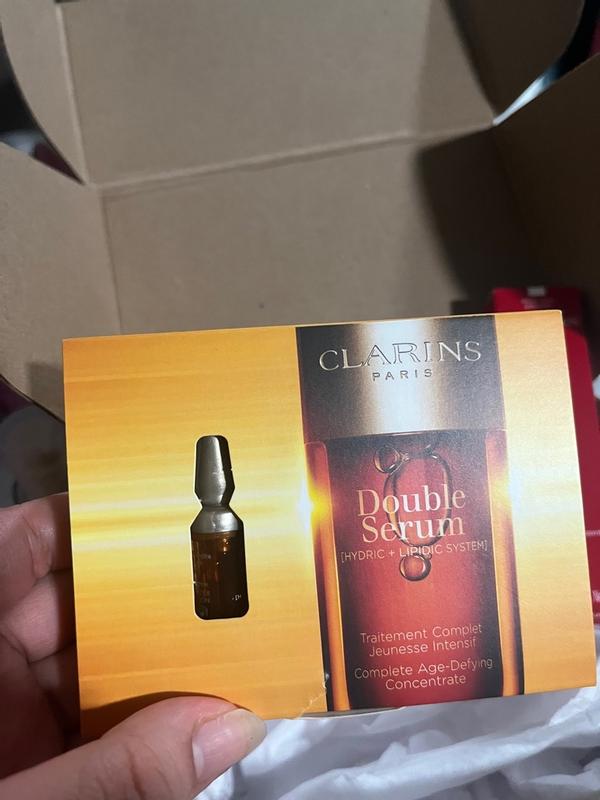 CLARINS
PARIS
Double
Serum
[HYDRIC + LIPIDIC SYSTEM]
Traitement Complet
Jeunesse Intensif
Complete Age-Defying
Concentrate